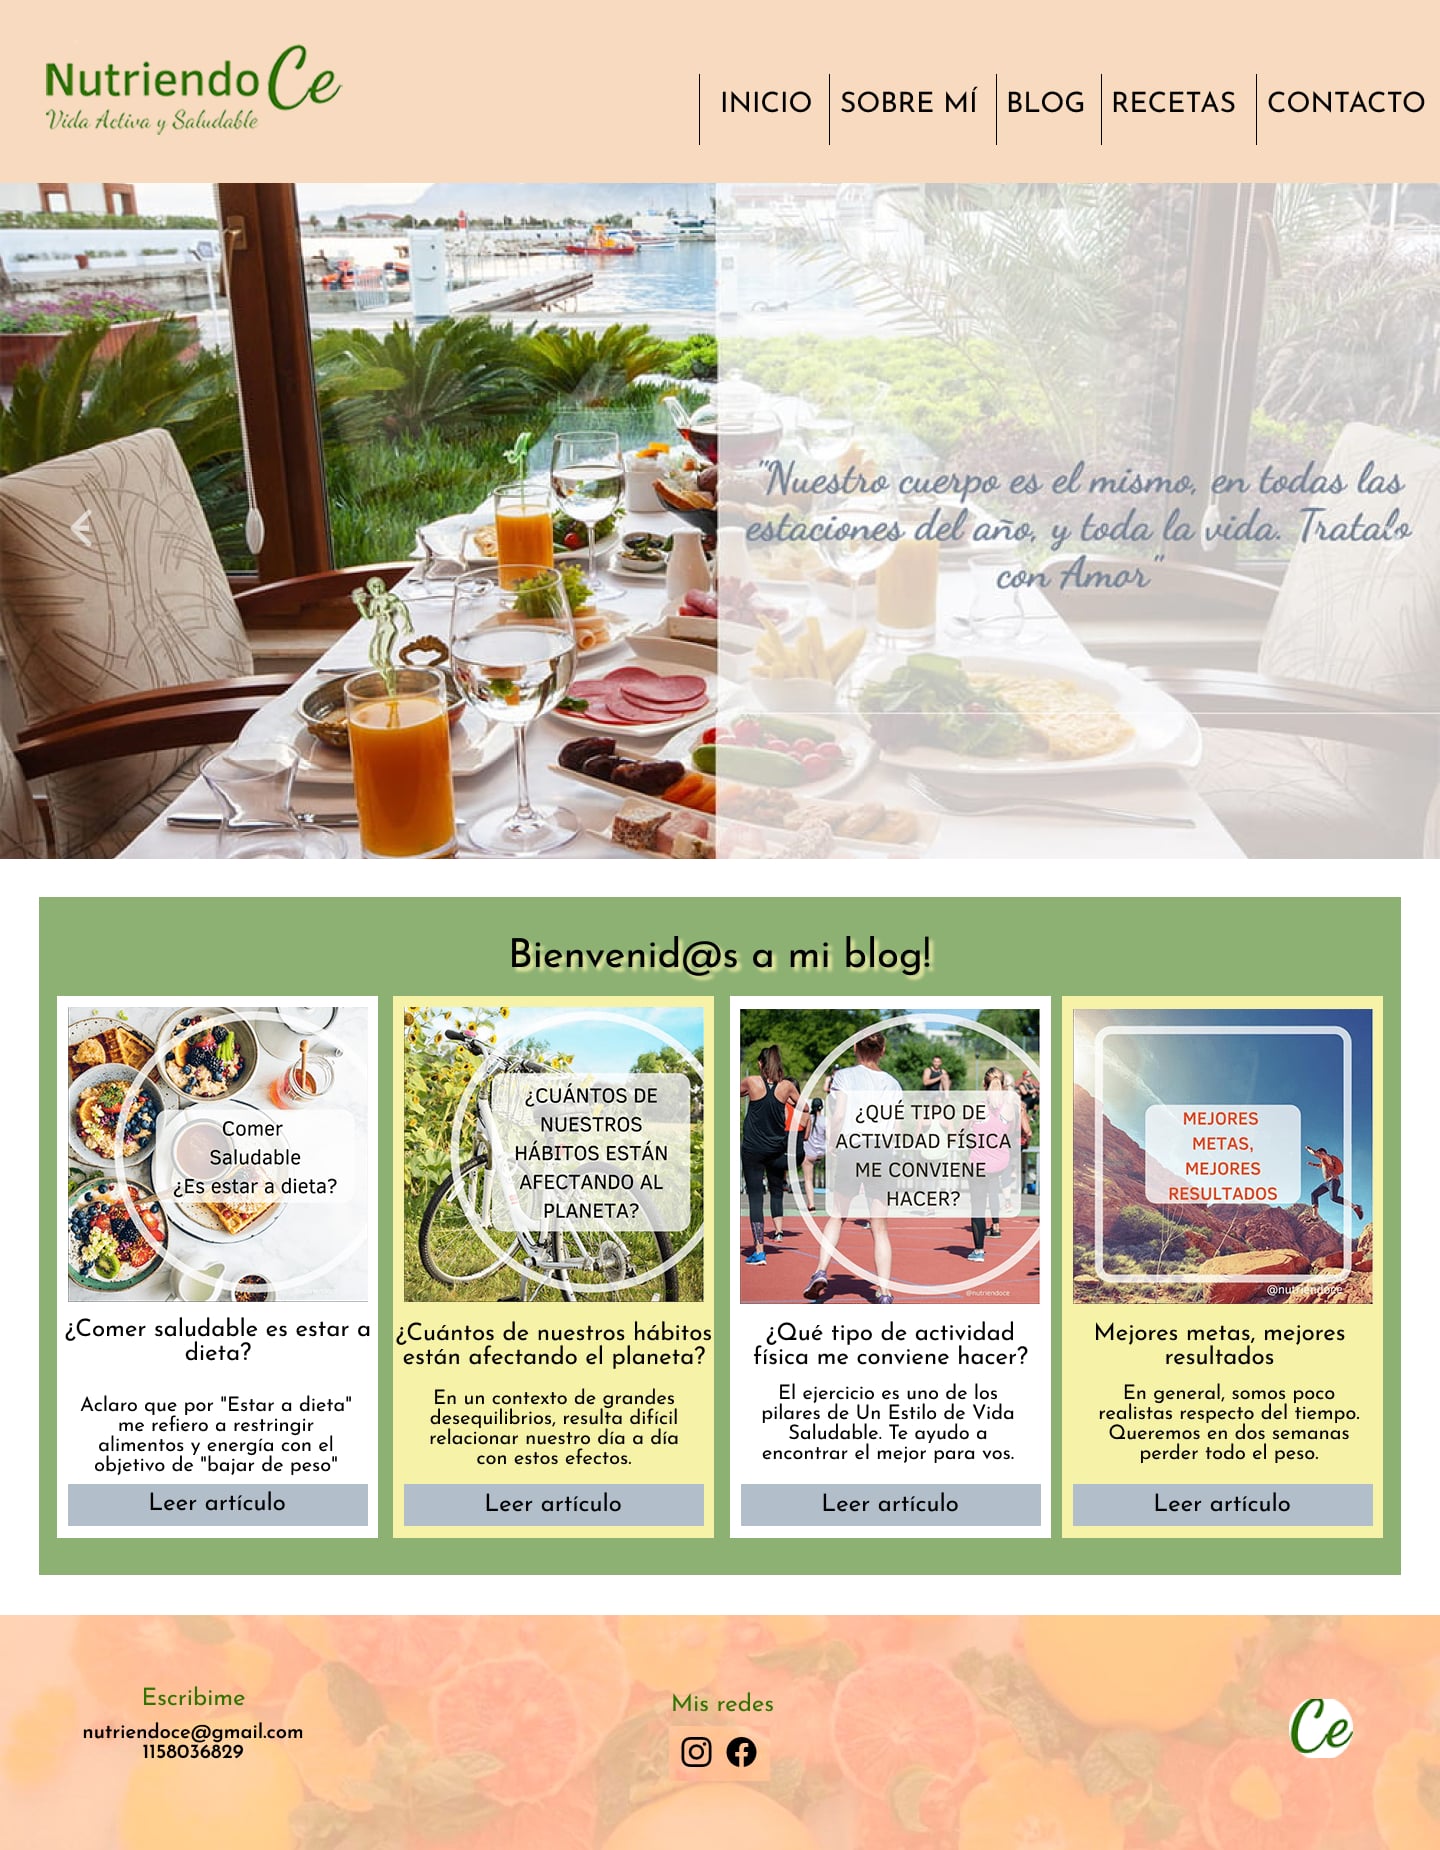 Nutriendo Ce
Vida Activa y Saludable
INICIO
SOBRE MÍ
BLOG
RECETAS
CONTACTO
"Nuestro cuerpo es el mismo, en todas las
estaciones del año, y toda la vida. Tratalo
con Amor"
Bienvenid@s a mi blog!
Comer
Saludable
¿Es estar a dieta?
¿Comer saludable es estar a
dieta?
Aclaro que por "Estar a dieta"
me refiero a restringir
alimentos y energía con el
objetivo de "bajar de peso"
Leer artículo
¿CUÁNTOS DE
NUESTROS
HÁBITOS ESTÁN
AFECTANDO AL
PLANETA?
¿Cuántos de nuestros hábitos
están afectando el planeta?
En un contexto de grandes
desequilibrios, resulta difícil
relacionar nuestro día a día
con estos efectos.
Leer artículo
¿QUÉ TIPO DE
ACTIVIDAD FÍSICA
ME CONVIENE
HACER?
@nutriendoce
¿Qué tipo de actividad
física me conviene hacer?
El ejercicio es uno de los
pilares de Un Estilo de Vida
Saludable. Te ayudo a
encontrar el mejor para vos.
Leer artículo
MEJORES
METAS,
MEJORES
RESULTADOS
@nutriendoce
Mejores metas, mejores
resultados
En general, somos poco
realistas respecto del tiempo.
Queremos en dos semanas
perder todo el peso.
Leer artículo
Escribime
nutriendoce@gmail.com
1158036829
Mis redes
Ce